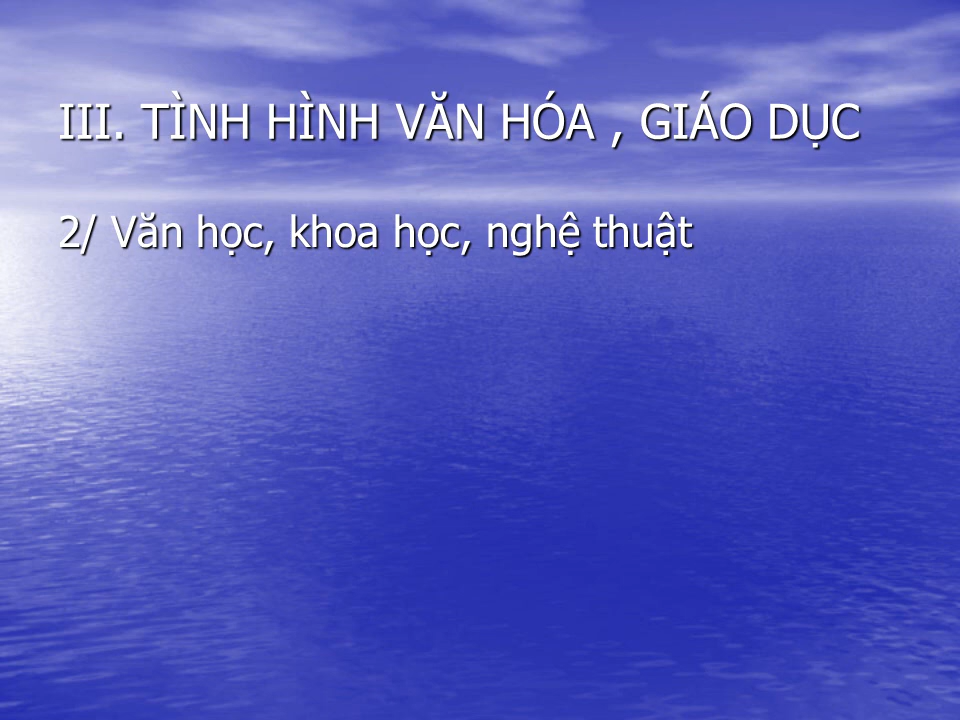 III. TÌNH HÌNH VĂN HÓA , GIÁO DỤC
2/ Văn học, khoa học, nghệ thuật